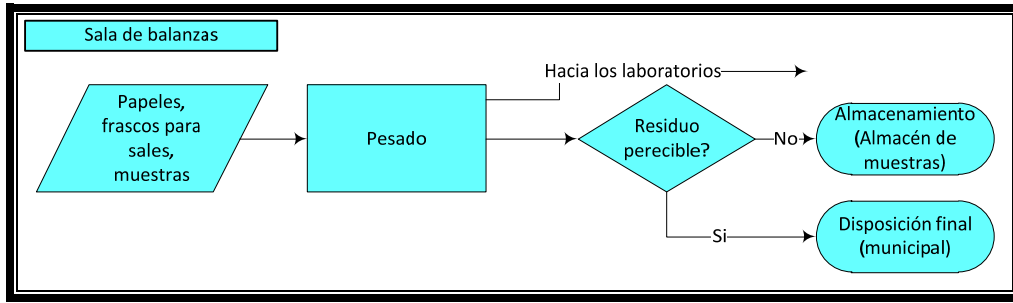 Sala de balanzas
Hacia los laboratorios
Papeles,
frascos para
sales,
muestras
Pesado
Residuo
perecible?
No
Almacenamiento
(Almacén de
muestras)
Si
Disposición final
(municipal)